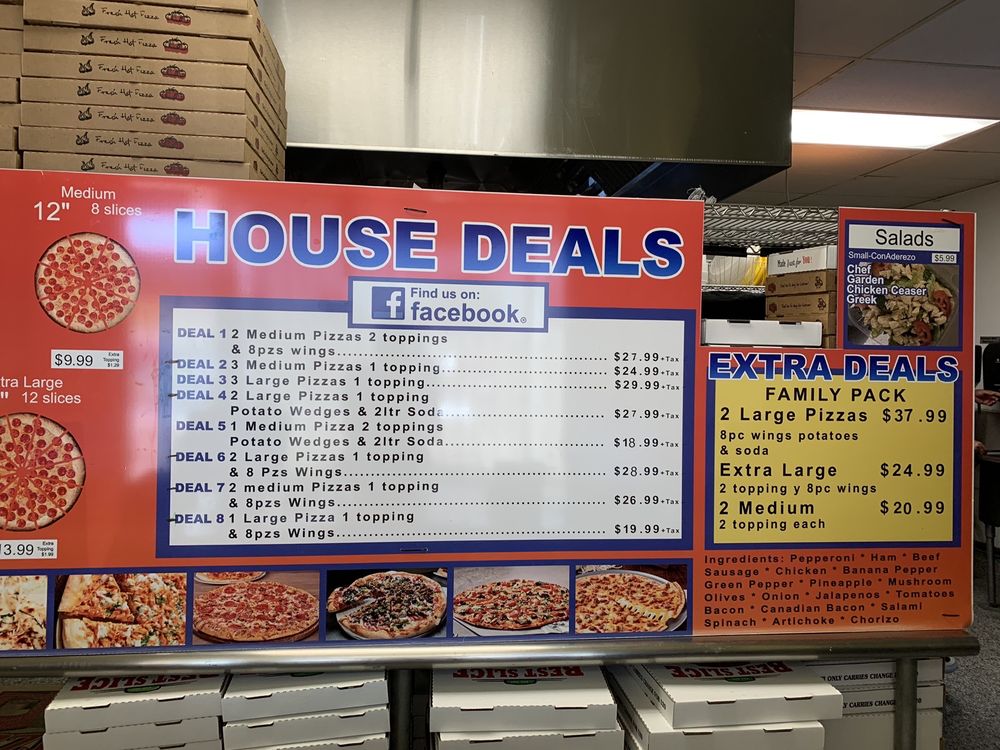 Fresh Hot Pizza
Fresh Hot Pizza
Fresh Hot Pizza
Fresh Hot Pizza
Fresh Hot Pizza
Fresh Hot Pizza
Fresh Hot Pizza
Medium
12" 8 slices
$9.99 Extra Topping $1.29
tra Large
" 12 slices
3.99 Extra Topping $1.99
HOUSE DEALS
Find us on:
facebook®
DEAL 1 2 Medium Pizzas 2 toppings
& 8pzs wings.......... $27.99+Tax
DEAL 2 3 Medium Pizzas 1 topping.......... $24.99+Tax
DEAL 3 3 Large Pizzas 1 topping.......... $29.99+Tax
DEAL 4 2 Large Pizzas 1 topping
Potato Wedges & 2ltr Soda.......... $27.99+Tax
DEAL 5 1 Medium Pizza 2 toppings
Potato Wedges & 2ltr Soda.......... $18.99+Tax
DEAL 6 2 Large Pizzas 1 topping
& 8 Pzs Wings.......... $28.99+Tax
DEAL 7 2 medium Pizzas 1 topping
& 8pzs Wings.......... $26.99+Tax
DEAL 8 1 Large Pizza 1 topping
& 8pzs Wings.......... $19.99+Tax
Made Just for YOU!
Salads
Small-ConAderezo $5.99
Chef
Garden
Chicken Ceaser
Greek
EXTRA DEALS
FAMILY PACK
2 Large Pizzas $37.99
8pc wings potatoes
& soda
Extra Large $24.99
2 topping y 8pc wings
2 Medium $20.99
2 topping each
Ingredients: Pepperoni * Ham * Beef
Sausage * Chicken * Banana Pepper
Green Pepper * Pineapple * Mushroom
Olives * Onion * Jalapenos * Tomatoes
Bacon * Canadian Bacon * Salami
Spinach * Artichoke * Chorizo
BEST SLICE
BEST SLICE
BEST SLICE
ONLY CARRIES CHANGE
CARRIES CHANGE